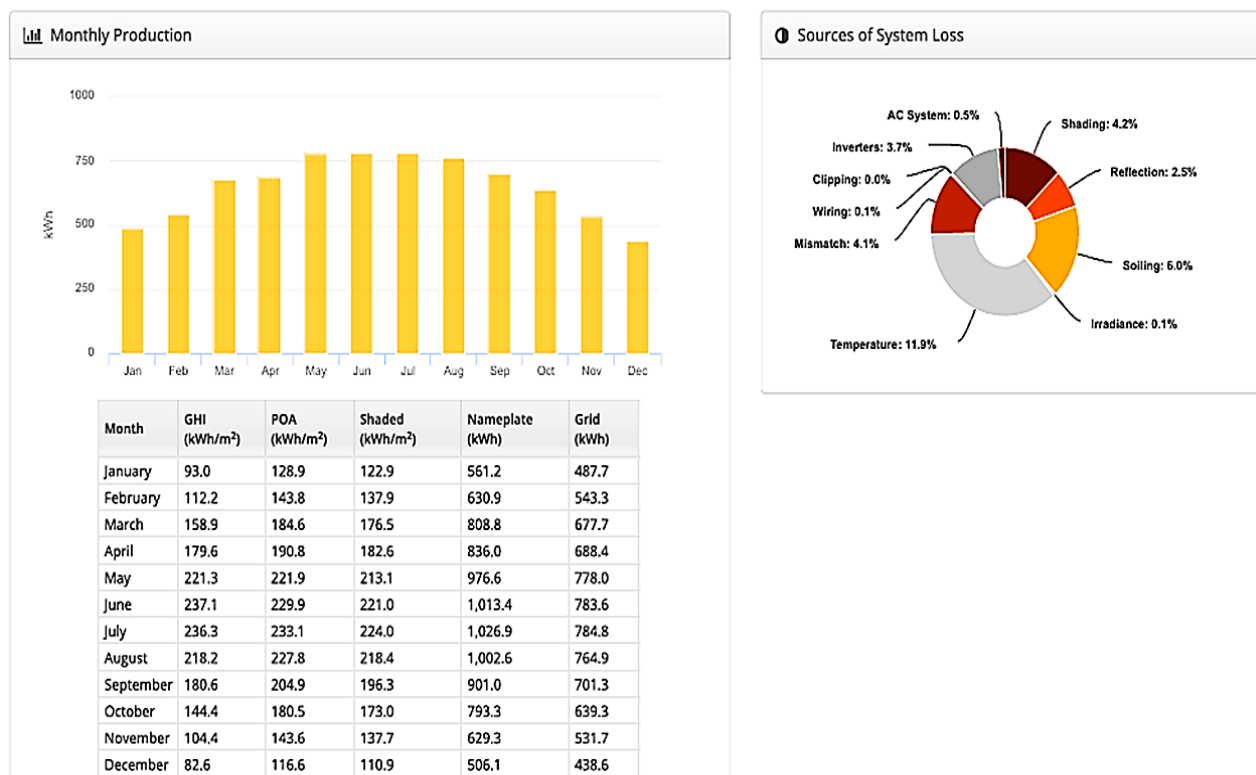 Monthly Production
1000
750
500
250
0
kWh
Jan Feb Mar Apr May Jun Jul Aug Sep Oct Nov Dec
Month GHI (kWh/m²) POA (kWh/m²) Shaded (kWh/m²) Nameplate (kWh) Grid (kWh)
January 93.0 128.9 122.9 561.2 487.7
February 112.2 143.8 137.9 630.9 543.3
March 158.9 184.6 176.5 808.8 677.7
April 179.6 190.8 182.6 836.0 688.4
May 221.3 221.9 213.1 976.6 778.0
June 237.1 229.9 221.0 1,013.4 783.6
July 236.3 233.1 224.0 1,026.9 784.8
August 218.2 227.8 218.4 1,002.6 764.9
September 180.6 204.9 196.3 901.0 701.3
October 144.4 180.5 173.0 793.3 639.3
November 104.4 143.6 137.7 629.3 531.7
December 82.6 116.6 110.9 506.1 438.6
Sources of System Loss
AC System: 0.5%
Shading: 4.2%
Inverters: 3.7%
Reflection: 2.5%
Clipping: 0.0%
Wiring: 0.1%
Mismatch: 4.1%
Soiling: 6.0%
Irradiance: 0.1%
Temperature: 11.9%